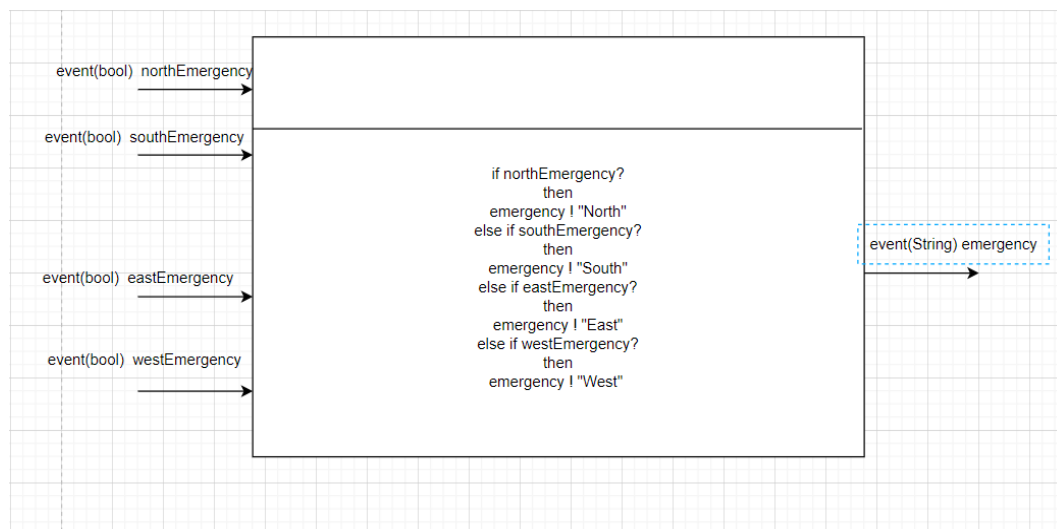 event(bool) northEmergency
event(bool) southEmergency
if northEmergency?
then
emergency ! "North"
else if southEmergency?
then
emergency ! "South"
else if eastEmergency?
then
emergency ! "East"
else if westEmergency?
then
emergency ! "West"
event(String) emergency
event(bool) eastEmergency
event(bool) westEmergency